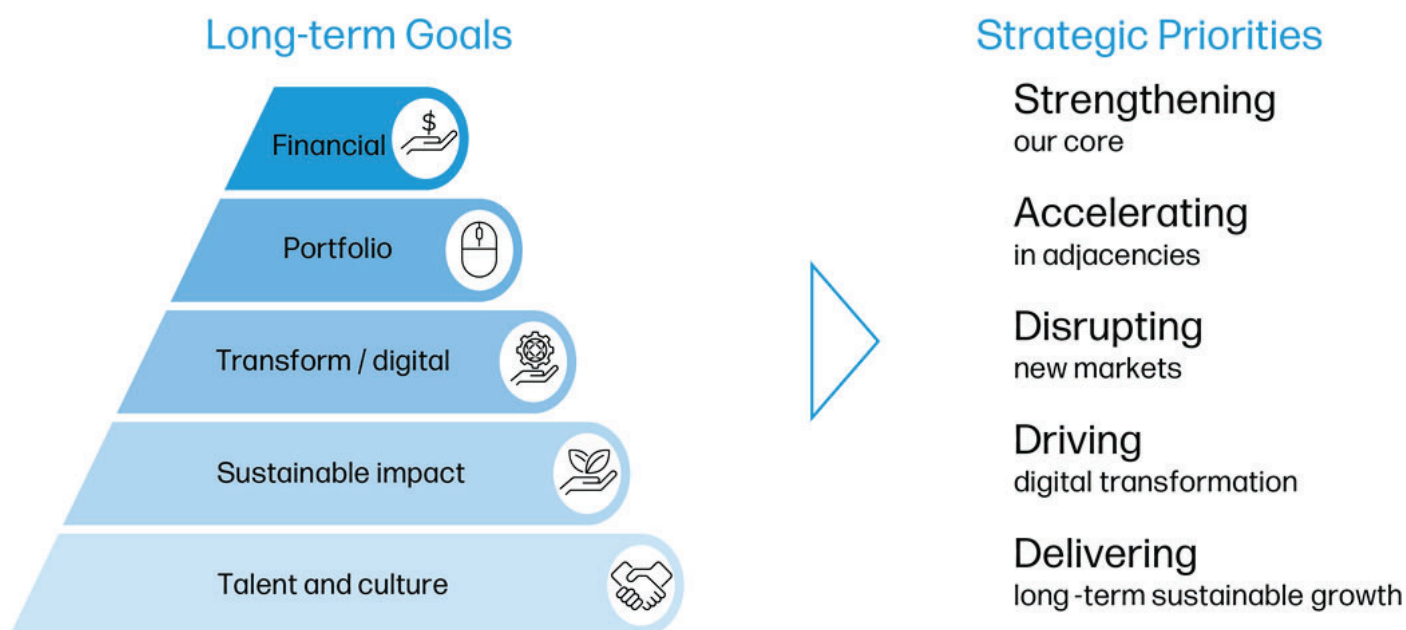 Long-term Goals
Financial
$
Portfolio
Transform / digital
Sustainable impact
Talent and culture
Strategic Priorities
Strengthening
our core
Accelerating
in adjacencies
Disrupting
new markets
Driving
digital transformation
Delivering
long-term sustainable growth